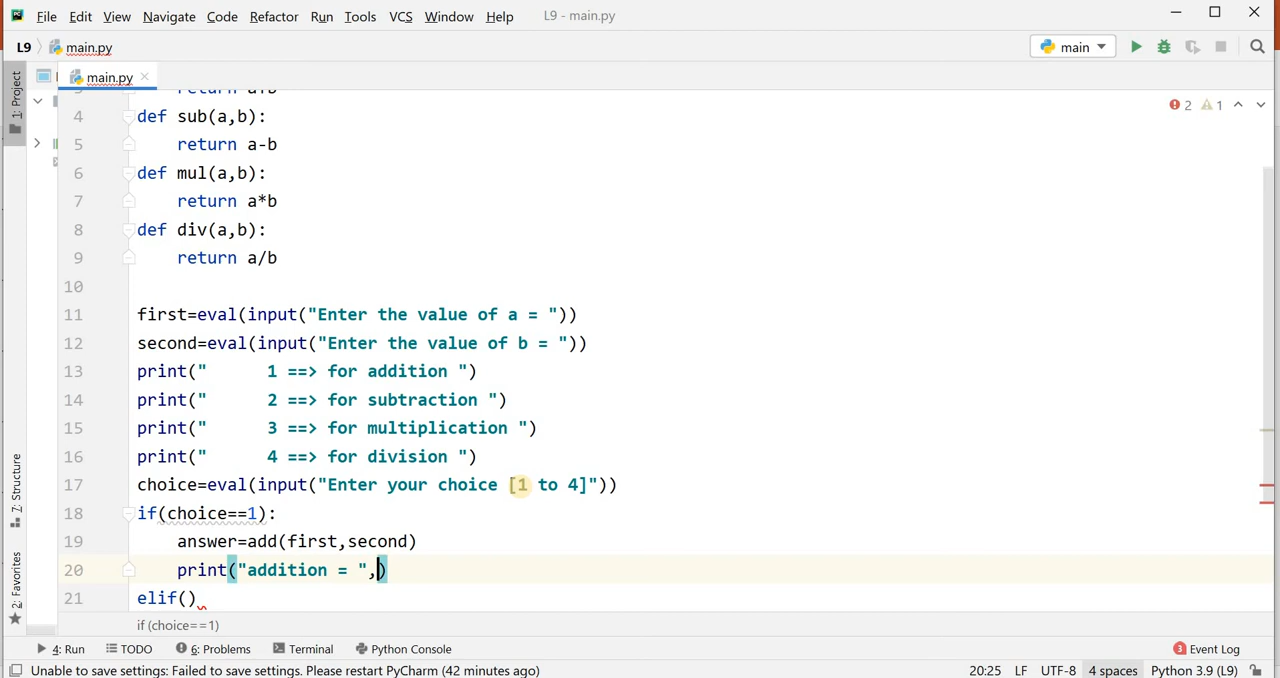 File Edit View Navigate Code Refactor Run Tools VCS Window Help L9 - main.py
L9 main.py main
main.py
1: Project
return a+b
2 1
4 def sub(a,b):
5 return a-b
6 def mul(a,b):
7 return a*b
8 def div(a,b):
9 return a/b
10
11 first=eval(input("Enter the value of a = "))
12 second=eval(input("Enter the value of b = "))
13 print("      1 ==> for addition ")
14 print("      2 ==> for subtraction ")
15 print("      3 ==> for multiplication ")
16 print("      4 ==> for division ")
17 choice=eval(input("Enter your choice [1 to 4]"))
18 if(choice==1):
19     answer=add(first,second)
20     print("addition = ",)
21 elif()
if (choice==1)
Z: Structure
2: Favorites
4: Run TODO 6: Problems Terminal Python Console 3 Event Log
Unable to save settings: Failed to save settings. Please restart PyCharm (42 minutes ago) 20:25 LF UTF-8 4 spaces Python 3.9 (L9)